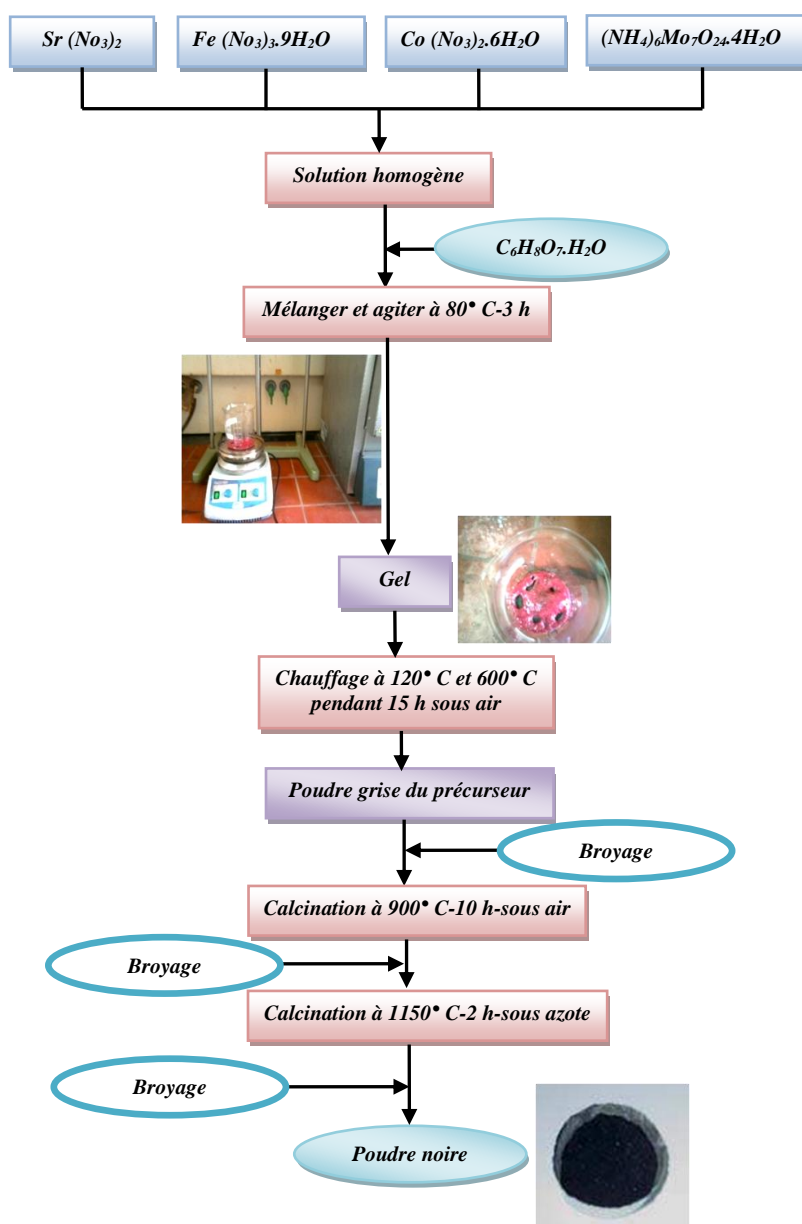 Sr (No₃)₂
Fe (No₃)₃.9H₂O
Co (No₃)₂.6H₂O
(NH₄)₆Mo₇O₂₄.4H₂O
Solution homogène
C₆H₈O₇.H₂O
Mélanger et agiter à 80° C-3 h
Gel
Chauffage à 120° C et 600° C
pendant 15 h sous air
Poudre grise du précurseur
Broyage
Calcination à 900° C-10 h-sous air
Broyage
Calcination à 1150° C-2 h-sous azote
Broyage
Poudre noire